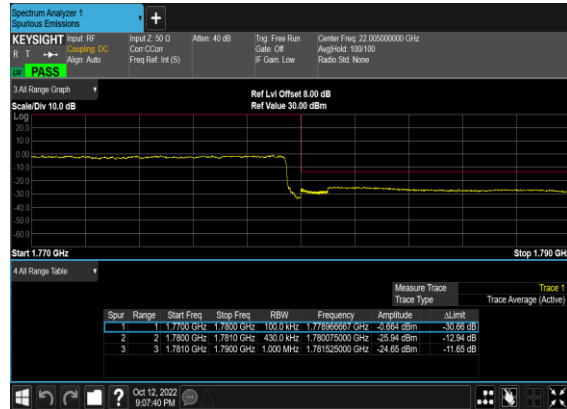 Spectrum Analyzer 1
Spurious Emissions
KEYSIGHT
R T
PASS
Input: RF
Coupling: DC
Align: Auto
Input Z: 50 Ω
Corr CCorr
Freq Ref: Int (S)
Atten: 40 dB
Trig: Free Run
Gate: Off
IF Gain: Low
Center Freq: 22.005000000 GHz
Avg|Hold: 100/100
Radio Std: None
3 All Range Graph
Scale/Div 10.0 dB
Ref Lvl Offset 8.00 dB
Ref Value 30.00 dBm
Log
20.0
10.0
0.00
-10.0
-20.0
-30.0
-40.0
-50.0
-60.0
Start 1.770 GHz
Stop 1.790 GH
4 All Range Table
Measure Trace Trace 1
Trace Type Trace Average (Active)
Spur Range Start Freq Stop Freq RBW Frequency Amplitude ΔLimit
1 1 1.7700 GHz 1.7800 GHz 100.0 kHz 1.778966667 GHz -0.664 dBm -30.66 dB
2 2 1.7800 GHz 1.7810 GHz 430.0 kHz 1.780075000 GHz -25.94 dBm -12.94 dB
3 3 1.7810 GHz 1.7900 GHz 1.000 MHz 1.781525000 GHz -24.65 dBm -11.65 dB
?
Oct 12, 2022
9:07:40 PM